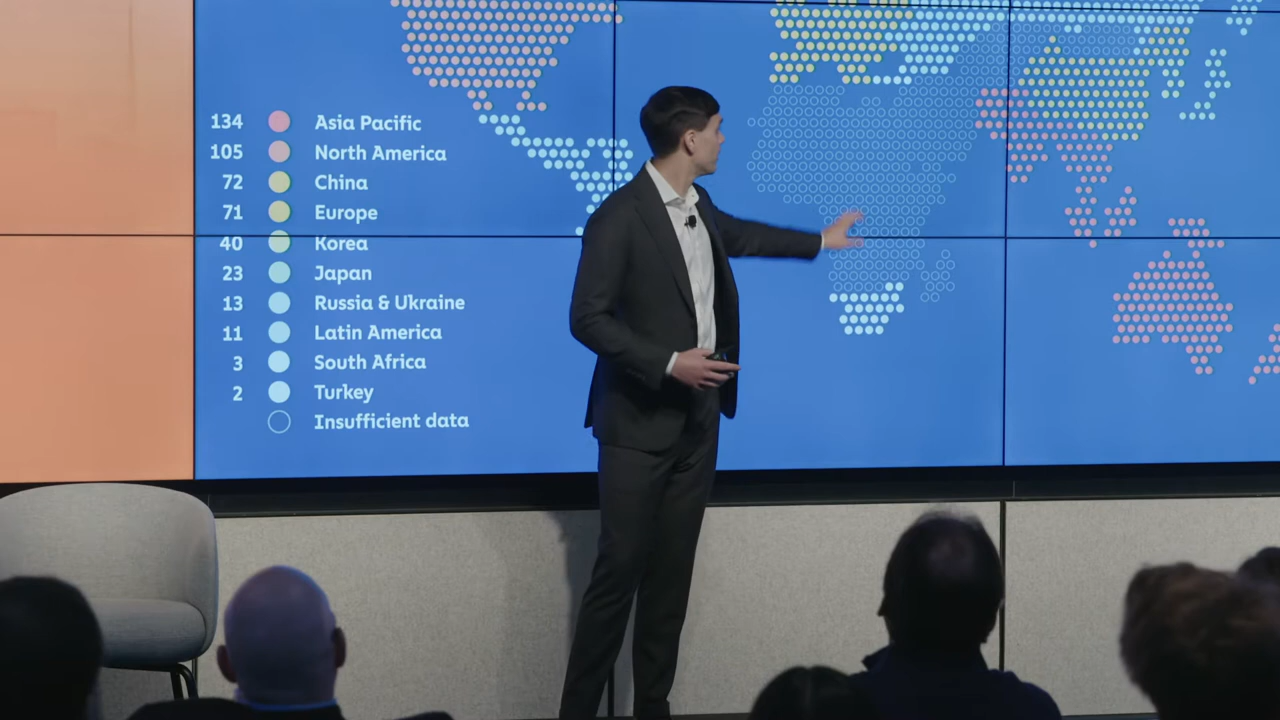 134 Asia Pacific
105 North America
72 China
71 Europe
40 Korea
23 Japan
13 Russia & Ukraine
11 Latin America
3 South Africa
2 Turkey
Insufficient data